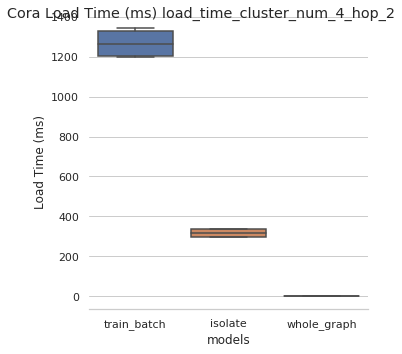 Cora Load Time (ms) load_time_cluster_num_4_hop_2
1400
1200
1000
800
600
400
200
0
Load Time (ms)
train_batch isolate whole_graph
models